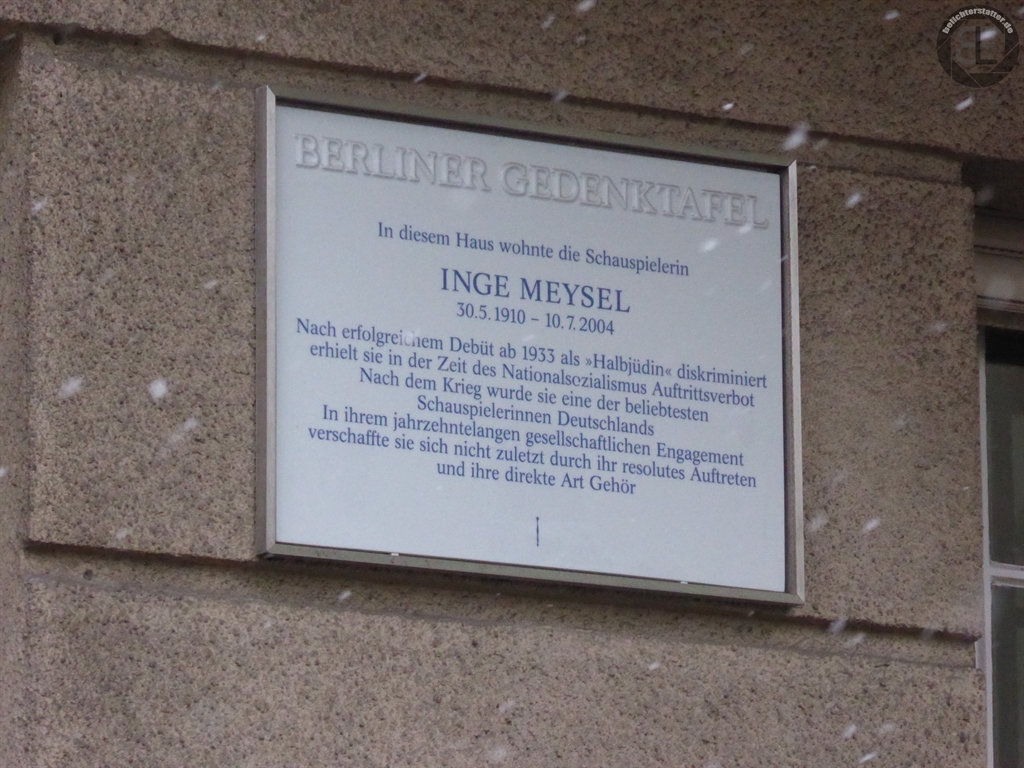 belichterstatter.de
L
BERLINER GEDENKTAFEL
In diesem Haus wohnte die Schauspielerin
INGE MEYSEL
30.5.1910 – 10.7.2004
Nach erfolgreichem Debüt ab 1933 als »Halbjüdin« diskriminiert
erhielt sie in der Zeit des Nationalsozialismus Auftrittsverbot
Nach dem Krieg wurde sie eine der beliebtesten
Schauspielerinnen Deutschlands
In ihrem jahrzehntelangen gesellschaftlichen Engagement
verschaffte sie sich nicht zuletzt durch ihr resolutes Auftreten
und ihre direkte Art Gehör